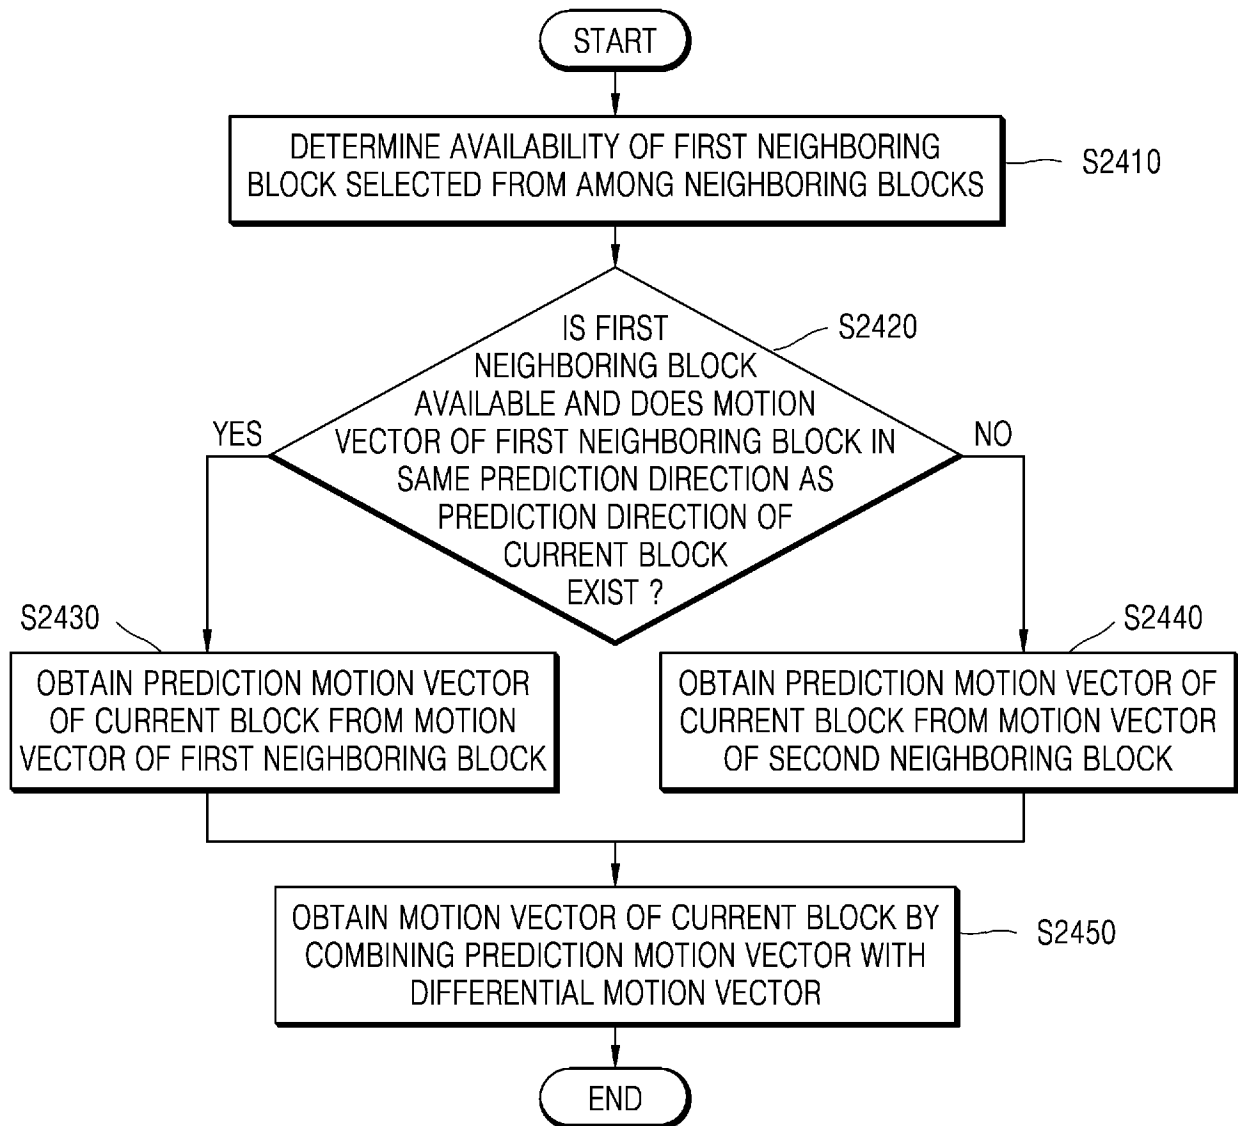 START
DETERMINE AVAILABILITY OF FIRST NEIGHBORING
BLOCK SELECTED FROM AMONG NEIGHBORING BLOCKS
S2410
S2420
IS FIRST
NEIGHBORING BLOCK
AVAILABLE AND DOES MOTION
VECTOR OF FIRST NEIGHBORING BLOCK IN
SAME PREDICTION DIRECTION AS
PREDICTION DIRECTION OF
CURRENT BLOCK
EXIST ?
YES
NO
S2430
OBTAIN PREDICTION MOTION VECTOR
OF CURRENT BLOCK FROM MOTION
VECTOR OF FIRST NEIGHBORING BLOCK
S2440
OBTAIN PREDICTION MOTION VECTOR OF
CURRENT BLOCK FROM MOTION VECTOR
OF SECOND NEIGHBORING BLOCK
OBTAIN MOTION VECTOR OF CURRENT BLOCK BY
COMBINING PREDICTION MOTION VECTOR WITH
DIFFERENTIAL MOTION VECTOR
S2450
END